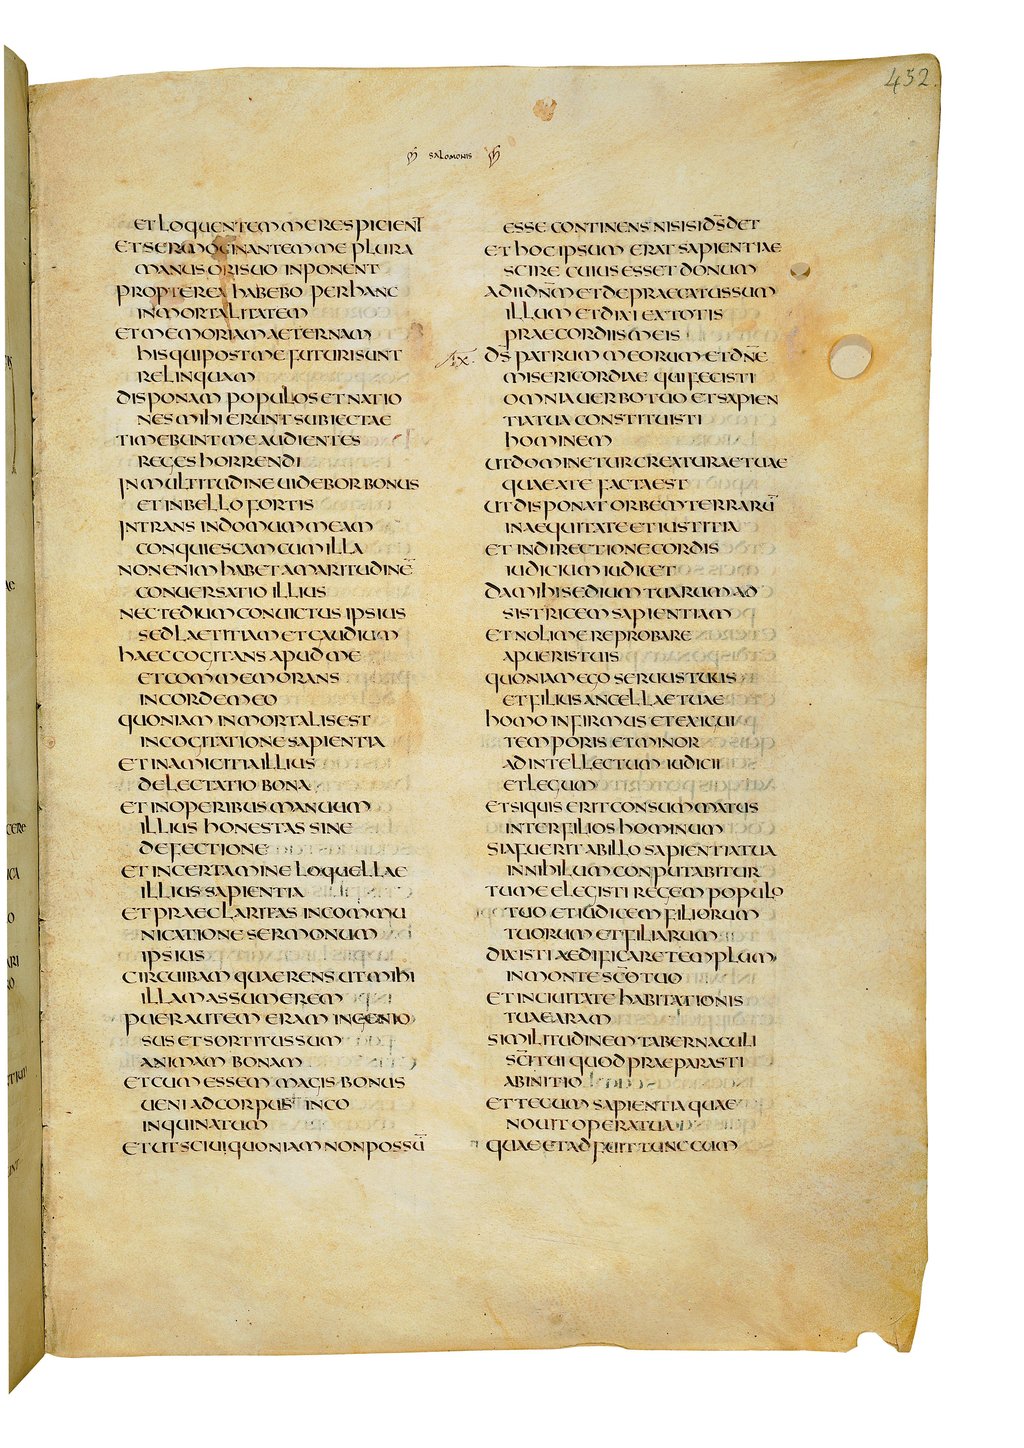 452
SALOMONIS
ET LOQUENTEM ME RESPICIENT
ET SERMOCINANTEM ME PLURA
MANUS ORI SUO INPONENT
PROPTEREA HABEBO PER HANC
INMORTALITATEM
ET MEMORIAM AETERNAM
HIS QUI POST ME FUTURI SUNT
RELINQUAM
DISPONAM POPULOS ET NATIO
NES MIHI ERUNT SUBIECTAE
TIMEBUNT ME AUDIENTES
REGES HORRENDI
IN MULTITUDINE UIDEBOR BONUS
ET IN BELLO FORTIS
INTRANS IN DOMUM MEAM
CONQUIESCAM CUM ILLA
NON ENIM HABET AMARITUDINĒ
CONUERSATIO ILLIUS
NEC TEDIUM CONUICTUS IPSIUS
SED LAETITIAM ET GAUDIUM
HAEC COGITANS APUD ME
ET COMMEMORANS
IN CORDE MEO
QUONIAM INMORTALIS EST
IN COGITATIONE SAPIENTIA
ET IN AMICITIA ILLIUS
DELECTATIO BONA
ET IN OPERIBUS MANUUM
ILLIUS HONESTAS SINE
DEFECTIONE
ET IN CERTAMINE LOQUELLAE
ILLIUS SAPIENTIA
ET PRAECLARITAS IN COMMU
NICATIONE SERMONUM
IPSIUS
CIRCUIBAM QUAERENS UT MIHI
ILLAM ASSUMEREM
PUER AUTEM ERAM INGENIO
SUS ET SORTITUS SUM
ANIMAM BONAM
ET CUM ESSEM MAGIS BONUS
UENI AD CORPUS INCO
INQUINATUM
ET UT SCIUI QUONIAM NON POSSŪ
ESSE CONTINENS NISI SI D̄S DET
ET HOC IPSUM ERAT SAPIENTIAE
SCIRE CUIUS ESSET DONUM
ADII DN̄M ET DEPRAECATUS SUM
ILLUM ET DIXI EX TOTIS
PRAECORDIIS MEIS
D̄S PATRUM MEORUM ET DN̄E
MISERICORDIAE QUI FECISTI
OMNIA UERBO TUO ET SAPIEN
TIA TUA CONSTITUISTI
HOMINEM
UT DOMINETUR CREATURAE TUAE
QUAE A TE FACTA EST
UT DISPONAT ORBEM TERRARŪ
IN AEQUITATE ET IUSTITIA
ET IN DIRECTIONE CORDIS
IUDICIUM IUDICET
DA MIHI SEDIUM TUARUM AD
SISTRICEM SAPIENTIAM
ET NOLI ME REPROBARE
A PUERIS TUIS
QUONIAM EGO SERUUS TUUS
ET FILIUS ANCELLAE TUAE
HOMO INFIRMUS ET EXIGUI
TEMPORIS ET MINOR
AD INTELLECTUM IUDICII
ET LEGUM
ET SI QUIS ERIT CONSUMMATUS
INTER FILIOS HOMINUM
SI AFUERIT AB ILLO SAPIENTIA TUA
IN NIHILUM CONPUTABITUR
TU ME ELEGISTI REGEM POPULO
TUO ET IUDICEM FILIORUM
TUORUM ET FILIARUM
DIXISTI AEDIFICARE TEMPLUM
IN MONTE SC̄O TUO
ET IN CIUITATE HABITATIONIS
TUAE ARAM
SIMILITUDINEM TABERNACULI
SC̄I TUI QUOD PRAEPARASTI
AB INITIO
ET TECUM SAPIENTIA QUAE
NOUIT OPERA TUA
QUAE ET ADFUIT TUNC CUM